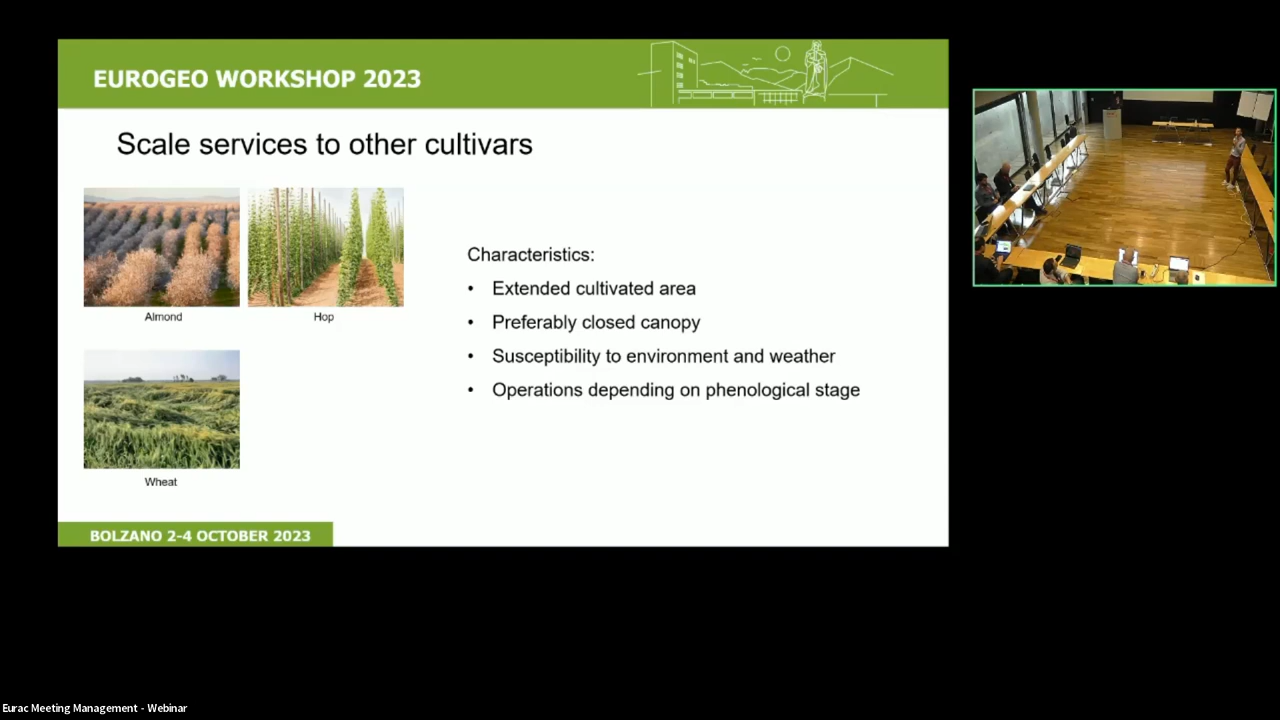 EUROGEO WORKSHOP 2023
Scale services to other cultivars
Almond
Hop
Wheat
Characteristics:
• Extended cultivated area
• Preferably closed canopy
• Susceptibility to environment and weather
• Operations depending on phenological stage
BOLZANO 2-4 OCTOBER 2023
Eurac Meeting Management - Webinar